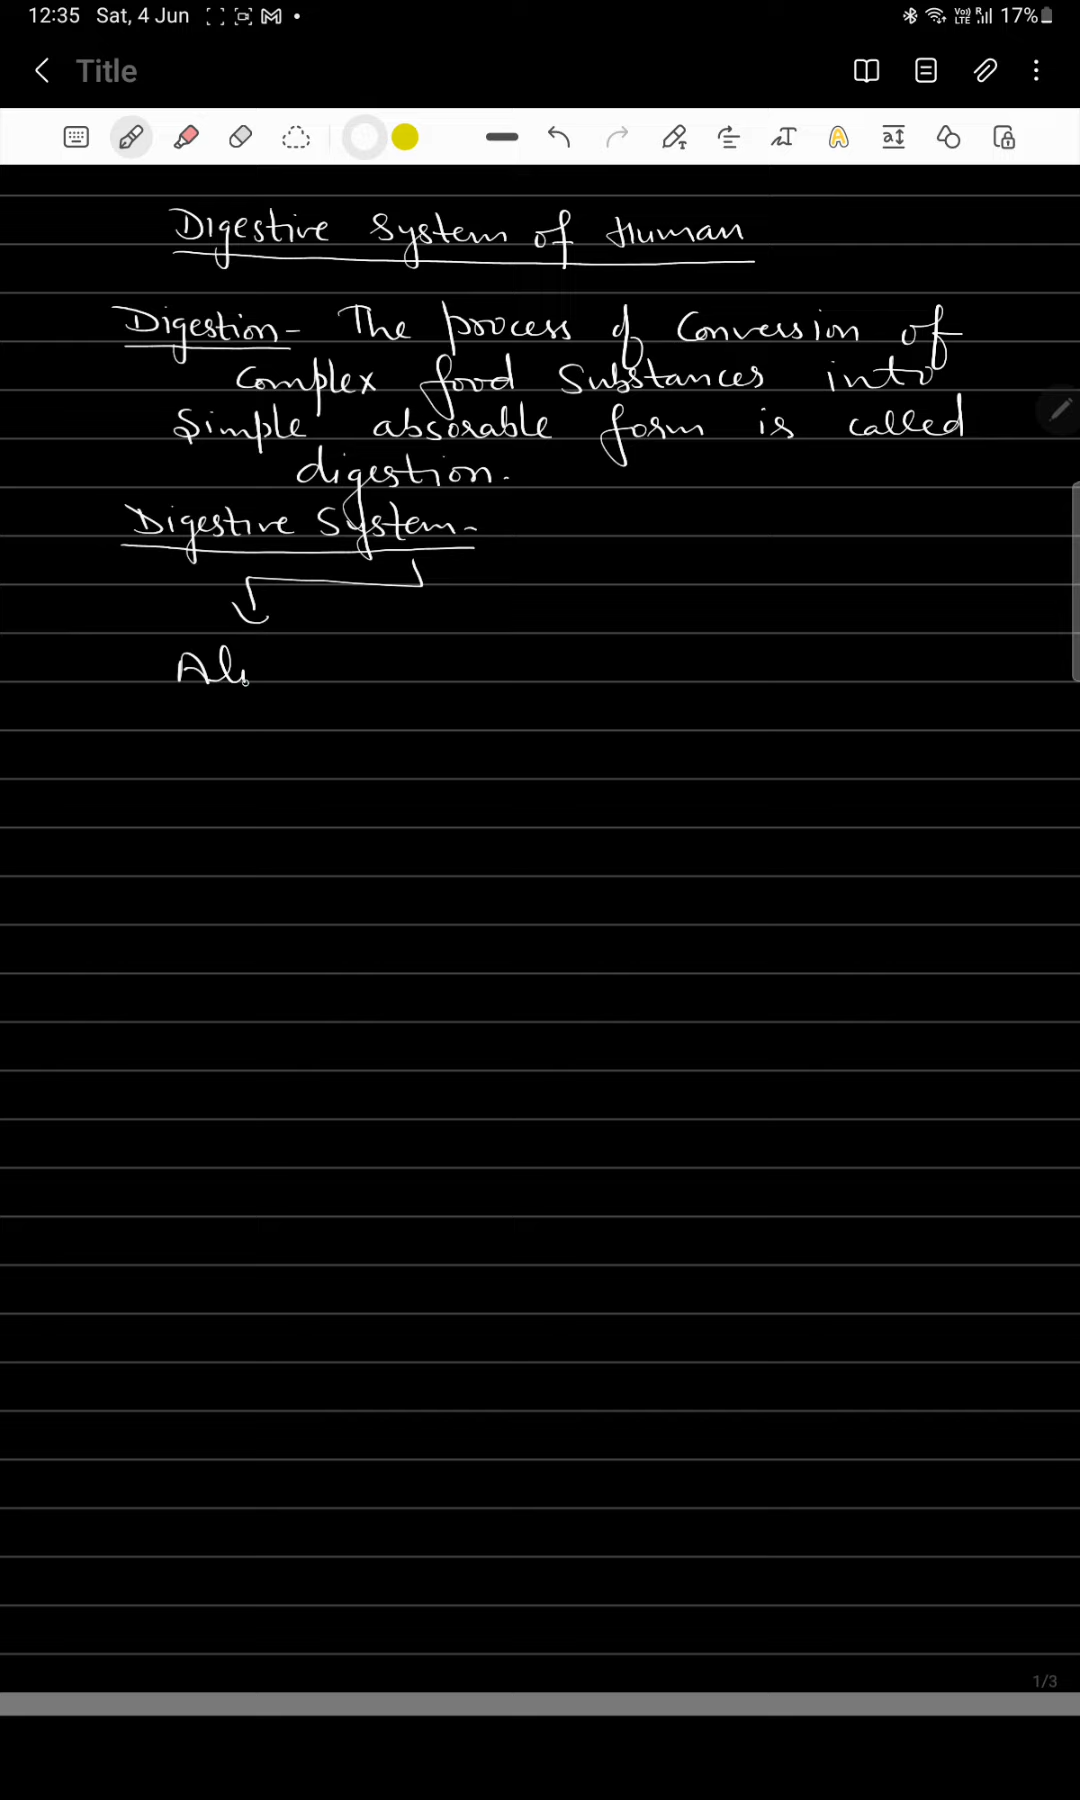 12:35 Sat, 4 Jun 17%
Title
Digestive System of Human
Digestion- The process of Conversion of
Complex food Substances into
Simple absorable form is called
digestion.
Digestive System-
Ali
1/3